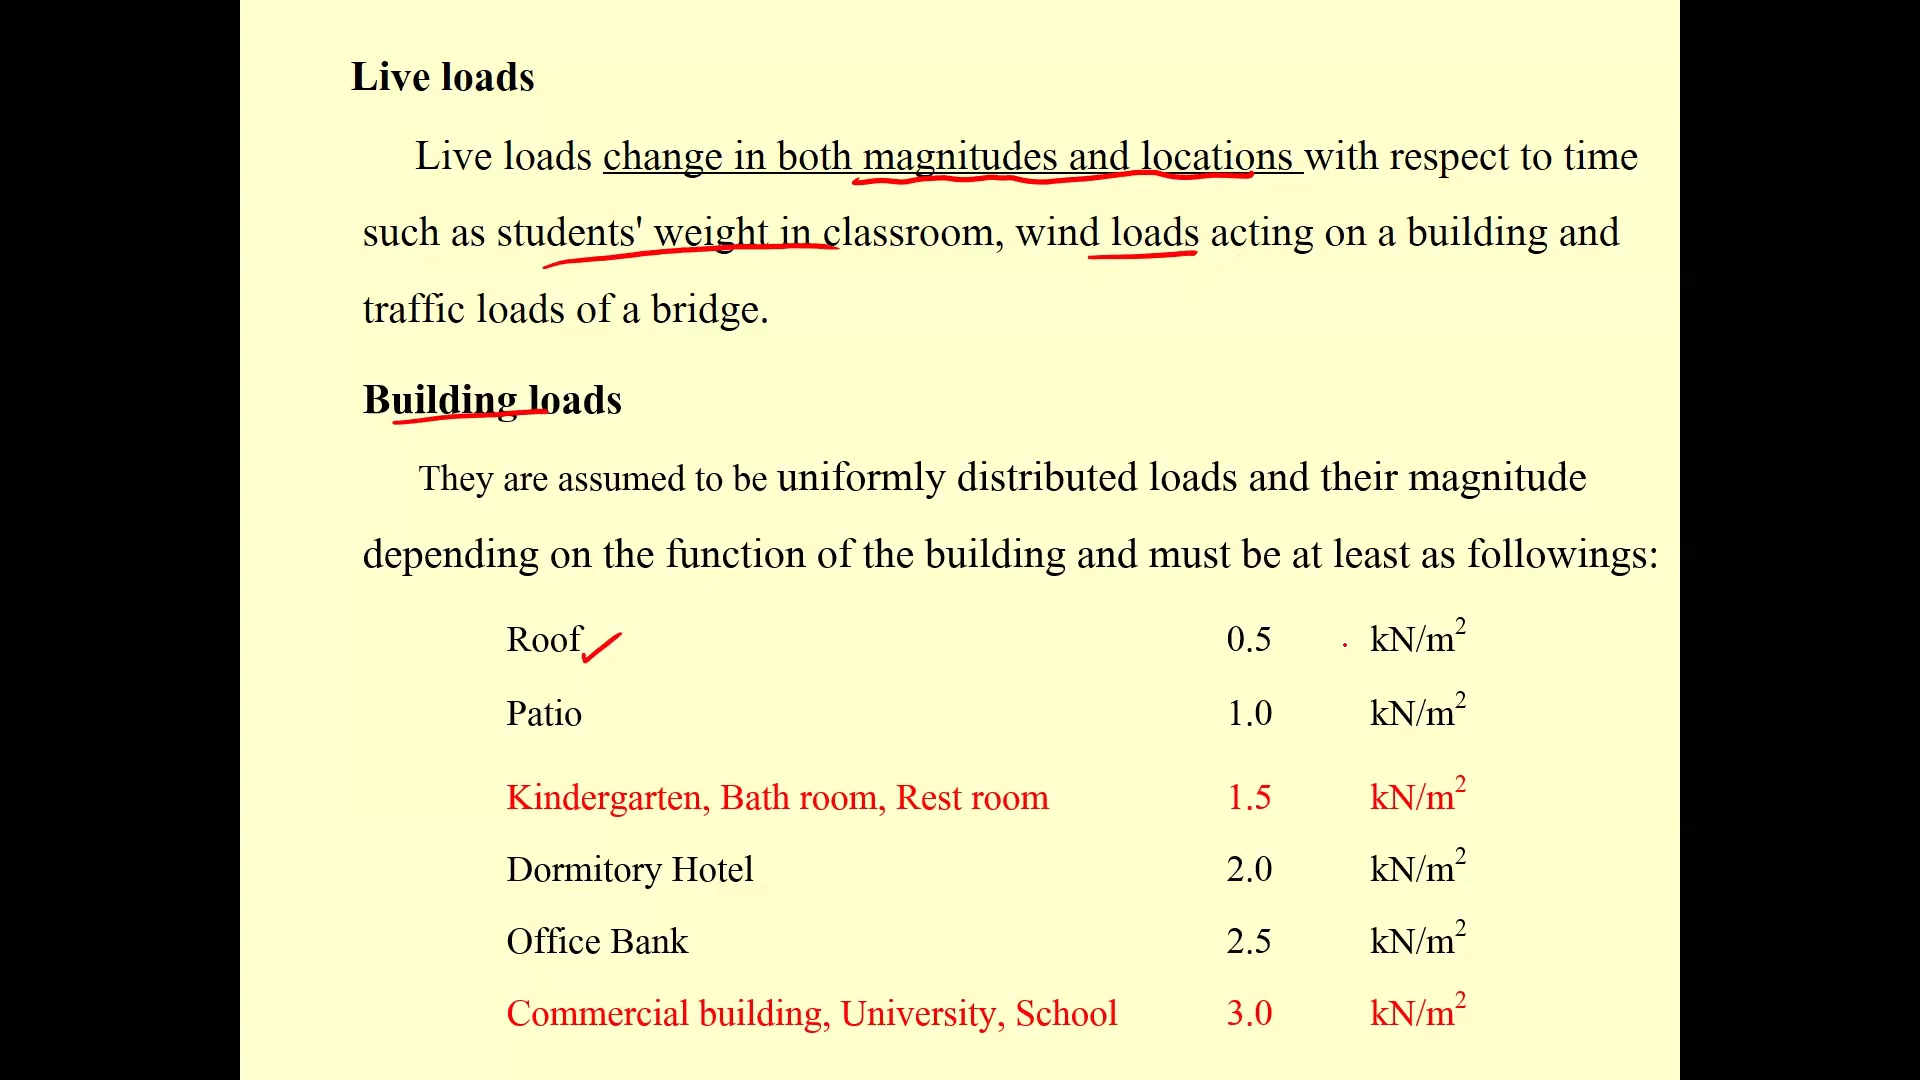 Live loads
Live loads change in both magnitudes and locations with respect to time
such as students' weight in classroom, wind loads acting on a building and
traffic loads of a bridge.
Building loads
They are assumed to be uniformly distributed loads and their magnitude
depending on the function of the building and must be at least as followings:
Roof 0.5 kN/m²
Patio 1.0 kN/m²
Kindergarten, Bath room, Rest room 1.5 kN/m²
Dormitory Hotel 2.0 kN/m²
Office Bank 2.5 kN/m²
Commercial building, University, School 3.0 kN/m²